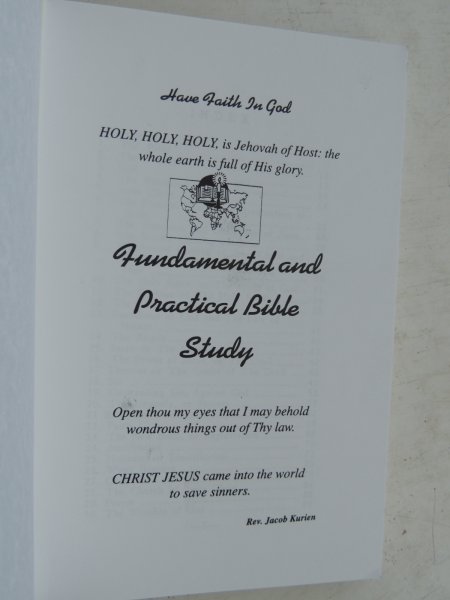 Have Faith In God
HOLY, HOLY, HOLY, is Jehovah of Host: the
whole earth is full of His glory.
Fundamental and
Practical Bible
Study
Open thou my eyes that I may behold
wondrous things out of Thy law.
CHRIST JESUS came into the world
to save sinners.
Rev. Jacob Kurien